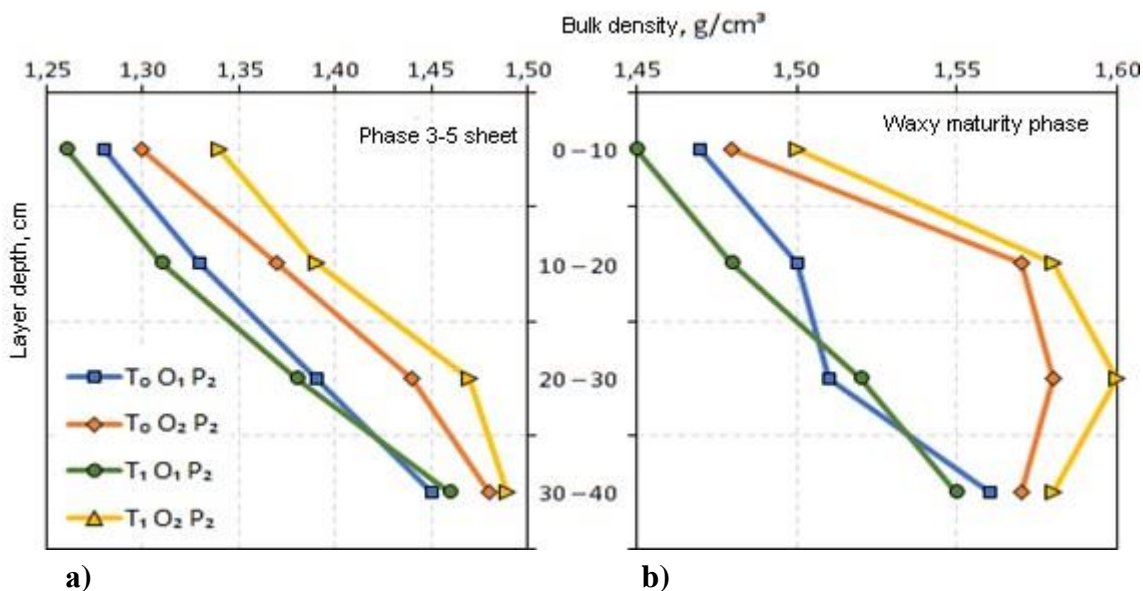 Bulk density, g/cm³
1,25 1,30 1,35 1,40 1,45 1,50 1,45 1,50 1,55 1,60
Phase 3-5 sheet
Waxy maturity phase
Layer depth, cm
0 – 10
10 – 20
20 – 30
30 – 40
T₀ O₁ P₂
T₀ O₂ P₂
T₁ O₁ P₂
T₁ O₂ P₂
a) b)